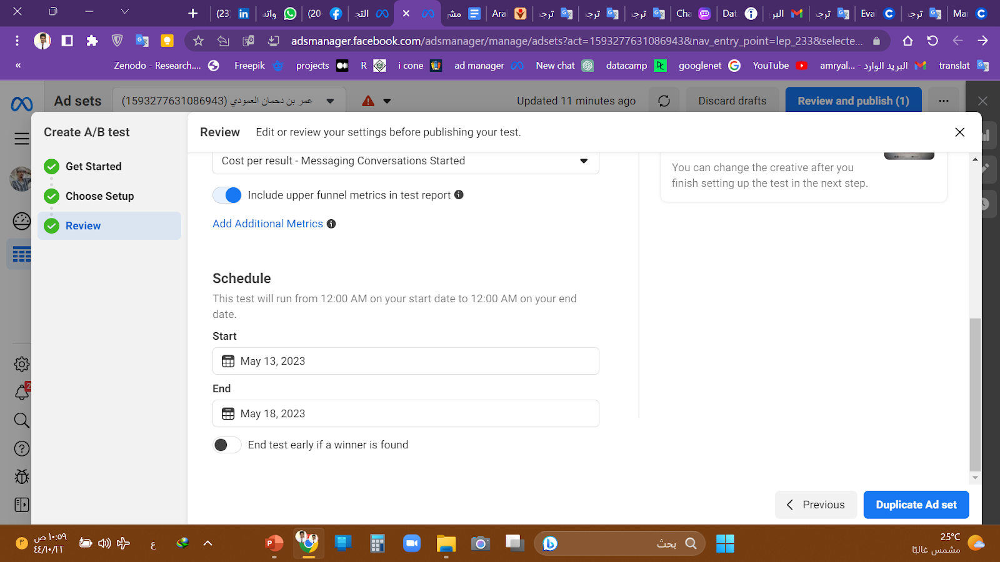 (23)
واتـ
(20
التج
مشر
Ara
ترجـ
ترجـ
ترجـ
Cha
Dat
البر
ترجـ
Eval
ترجـ
Mar
adsmanager.facebook.com/adsmanager/manage/adsets?act=1593277631086943&nav_entry_point=lep_233&selecte...
«
Zenodo - Research....
Freepik
projects
R
i cone
ad manager
New chat
datacamp
googlenet
YouTube
amryal... - البريد الوارد
translat
Ad sets
عمر بن دحمان العمودي (1593277631086943)
Updated 11 minutes ago
Discard drafts
Review and publish (1)
...
Create A/B test
Get Started
Choose Setup
Review
Review
Edit or review your settings before publishing your test.
Cost per result - Messaging Conversations Started
Include upper funnel metrics in test report
Add Additional Metrics
You can change the creative after you
finish setting up the test in the next step.
Schedule
This test will run from 12:00 AM on your start date to 12:00 AM on your end
date.
Start
May 13, 2023
End
May 18, 2023
End test early if a winner is found
2
Previous
Duplicate Ad set
٣
١٠:٥٩ ص
٤٤/١٠/٢٢
ع
بحث
25°C
مشمس غالبًا